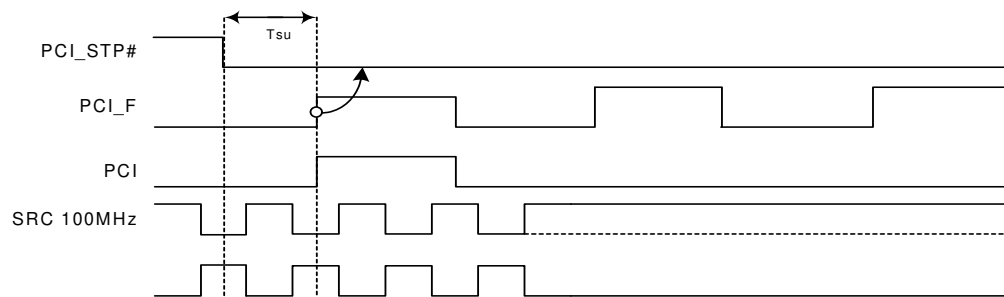 Tsu
PCI_STP#
PCI_F
PCI
SRC 100MHz